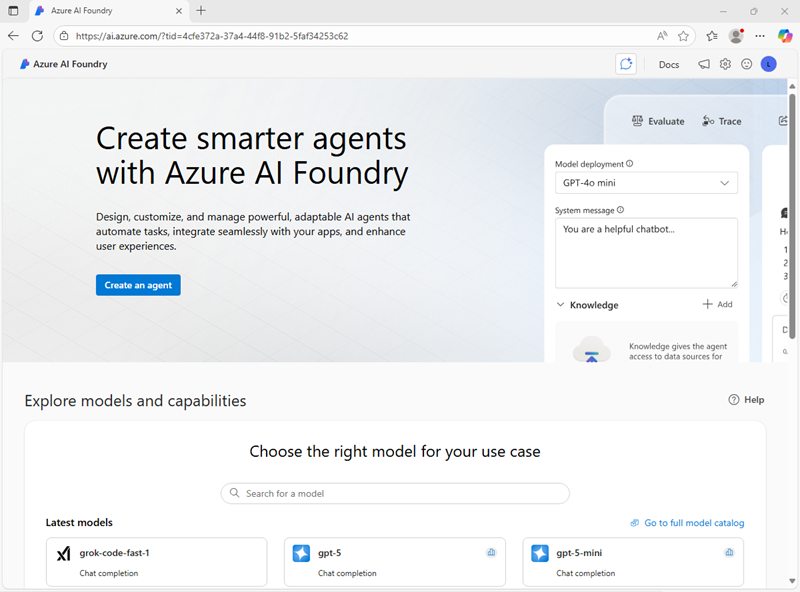 Azure AI Foundry
https://ai.azure.com/?tid=4cfe372a-37a4-44f8-91b2-5faf34253c62
Azure AI Foundry
Docs
L
Create smarter agents
with Azure AI Foundry
Design, customize, and manage powerful, adaptable AI agents that
automate tasks, integrate seamlessly with your apps, and enhance
user experiences.
Create an agent
Evaluate
Trace
Model deployment
GPT-4o mini
System message
You are a helpful chatbot...
Knowledge
Add
Knowledge gives the agent
access to data sources for
1
2
3
Explore models and capabilities
Help
Choose the right model for your use case
Search for a model
Latest models
Go to full model catalog
grok-code-fast-1
Chat completion
gpt-5
Chat completion
gpt-5-mini
Chat completion